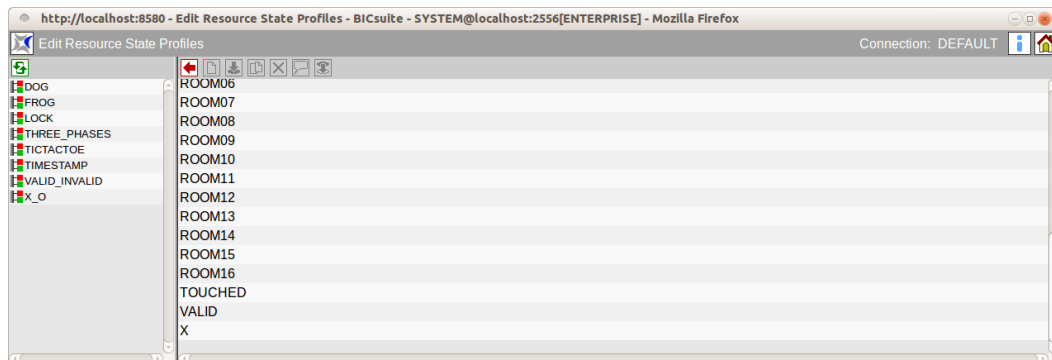 http://localhost:8580 - Edit Resource State Profiles - BICsuite - SYSTEM@localhost:2556[ENTERPRISE] - Mozilla Firefox
Edit Resource State Profiles
Connection: DEFAULT
DOG
FROG
LOCK
THREE_PHASES
TICTACTOE
TIMESTAMP
VALID_INVALID
X_O
ROOM06
ROOM07
ROOM08
ROOM09
ROOM10
ROOM11
ROOM12
ROOM13
ROOM14
ROOM15
ROOM16
TOUCHED
VALID
X